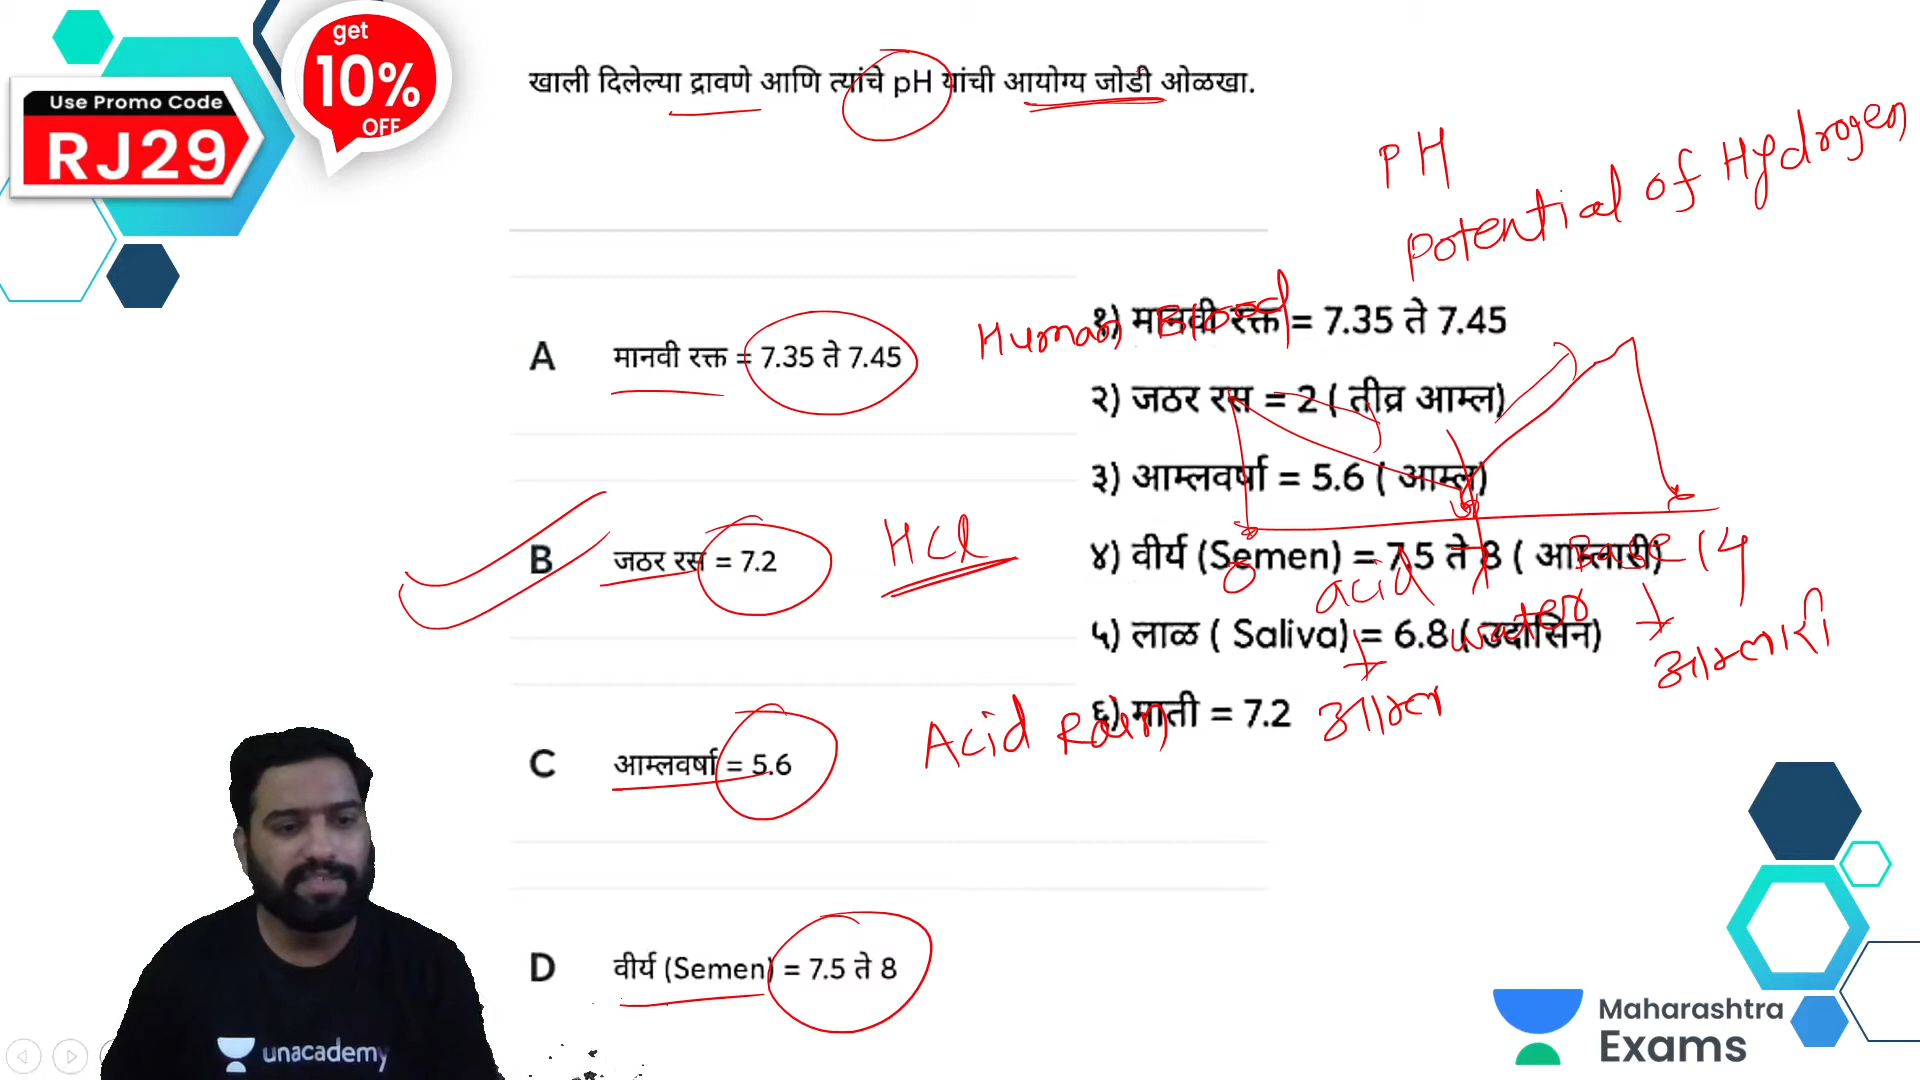 get
10%
OFF
Use Promo Code
RJ29
खाली दिलेल्या द्रावणे आणि त्यांचे pH यांची आयोग्य जोडी ओळखा.
PH
Potential of Hydrogen
A मानवी रक्त = 7.35 ते 7.45
Human Blood
B जठर रस = 7.2
HCl
C आम्लवर्षा = 5.6
Acid Rain
D वीर्य (Semen) = 7.5 ते 8
१) मानवी रक्त = 7.35 ते 7.45
२) जठर रस = 2 ( तीव्र आम्ल)
३) आम्लवर्षा = 5.6 ( आम्ल)
४) वीर्य (Semen) = 7.5 ते 8 ( आम्लारी)
५) लाळ ( Saliva) = 6.8 ( उदासिन)
६) माती = 7.2
0 acid 7 Base 14
water
आम्ल
आम्लारी
unacademy
Maharashtra
Exams